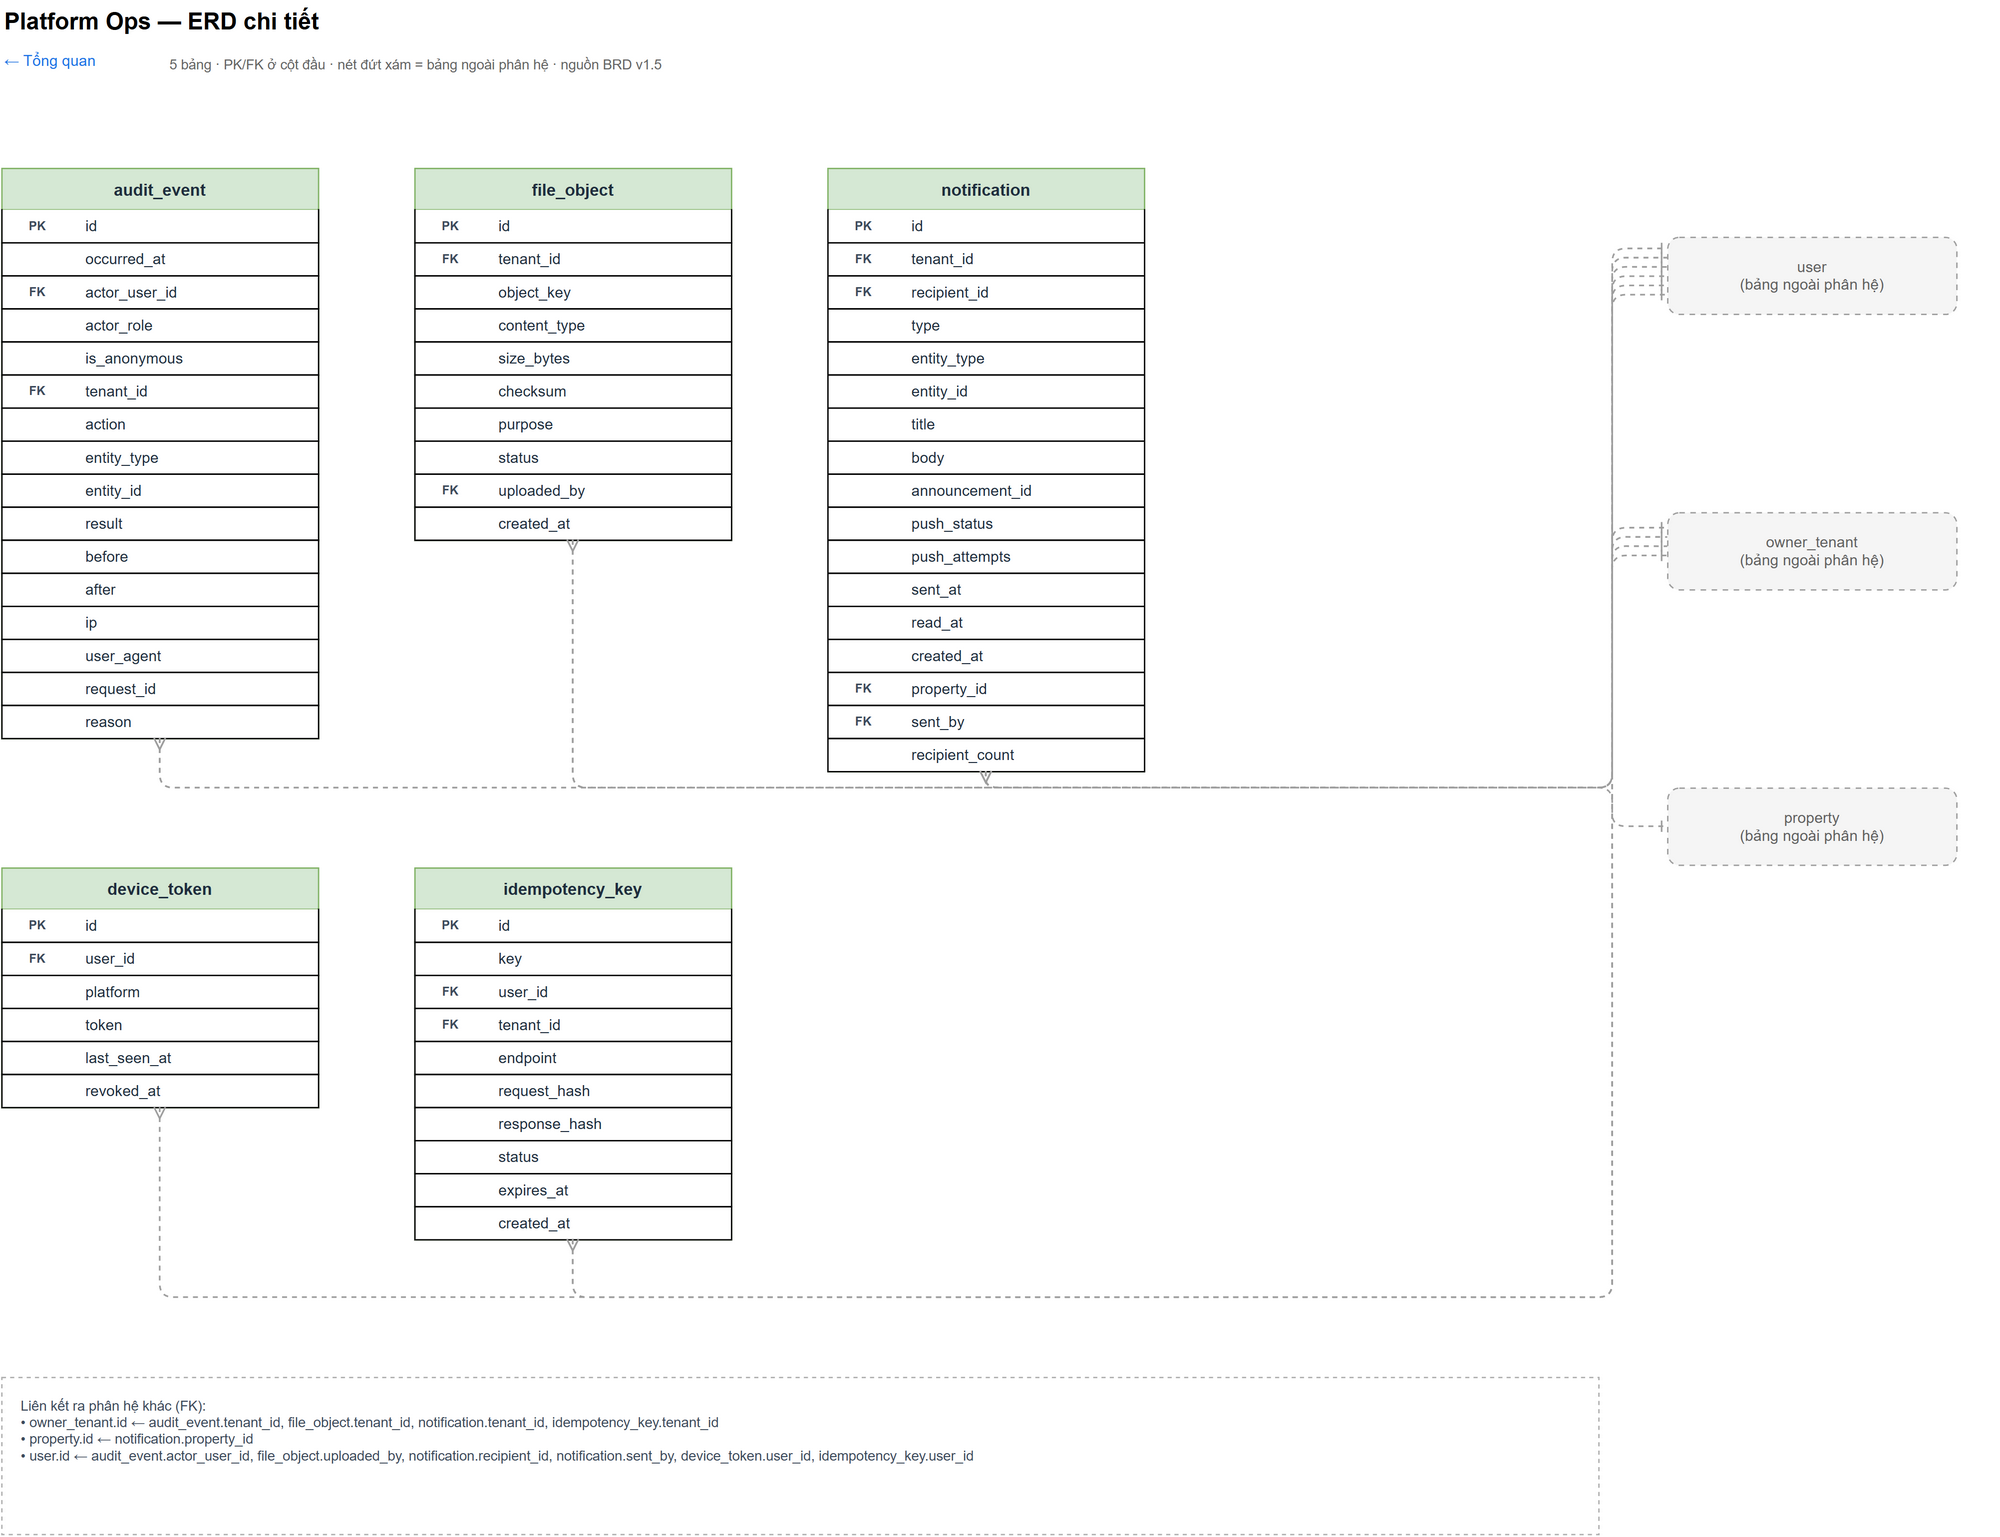 Platform Ops — ERD chi tiết
← Tổng quan
5 bảng · PK/FK ở cột đầu · nét đứt xám = bảng ngoài phân hệ · nguồn BRD v1.5
audit_event
PK id
occurred_at
FK actor_user_id
actor_role
is_anonymous
FK tenant_id
action
entity_type
entity_id
result
before
after
ip
user_agent
request_id
reason
file_object
PK id
FK tenant_id
object_key
content_type
size_bytes
checksum
purpose
status
FK uploaded_by
created_at
notification
PK id
FK tenant_id
FK recipient_id
type
entity_type
entity_id
title
body
announcement_id
push_status
push_attempts
sent_at
read_at
created_at
FK property_id
FK sent_by
recipient_count
user
(bảng ngoài phân hệ)
owner_tenant
(bảng ngoài phân hệ)
property
(bảng ngoài phân hệ)
device_token
PK id
FK user_id
platform
token
last_seen_at
revoked_at
idempotency_key
PK id
key
FK user_id
FK tenant_id
endpoint
request_hash
response_hash
status
expires_at
created_at
Liên kết ra phân hệ khác (FK):
• owner_tenant.id ← audit_event.tenant_id, file_object.tenant_id, notification.tenant_id, idempotency_key.tenant_id
• property.id ← notification.property_id
• user.id ← audit_event.actor_user_id, file_object.uploaded_by, notification.recipient_id, notification.sent_by, device_token.user_id, idempotency_key.user_id